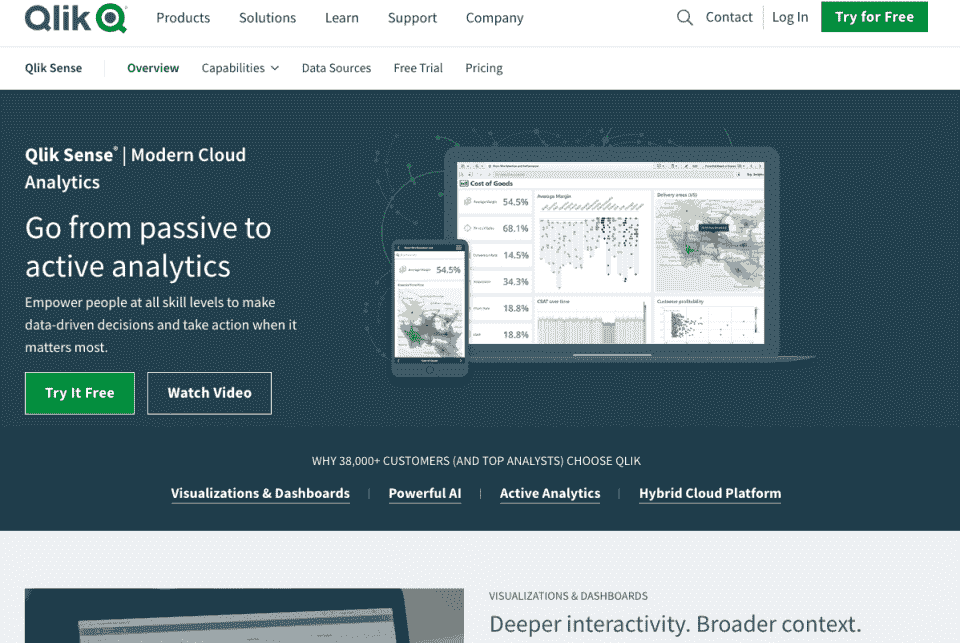 Qlik
Products Solutions Learn Support Company
Contact Log In Try for Free
Qlik Sense Overview Capabilities Data Sources Free Trial Pricing
Qlik Sense® | Modern Cloud
Analytics
Go from passive to
active analytics
Empower people at all skill levels to make
data-driven decisions and take action when it
matters most.
Try It Free Watch Video
Cost of Goods
Average Margin 54.5%
68.1%
14.5%
34.3%
18.8%
18.8%
Average Margin
Delivery areas (US)
CSAT over time
Customer profitability
Average Margin 54.5%
WHY 38,000+ CUSTOMERS (AND TOP ANALYSTS) CHOOSE QLIK
Visualizations & Dashboards | Powerful AI | Active Analytics | Hybrid Cloud Platform
VISUALIZATIONS & DASHBOARDS
Deeper interactivity. Broader context.